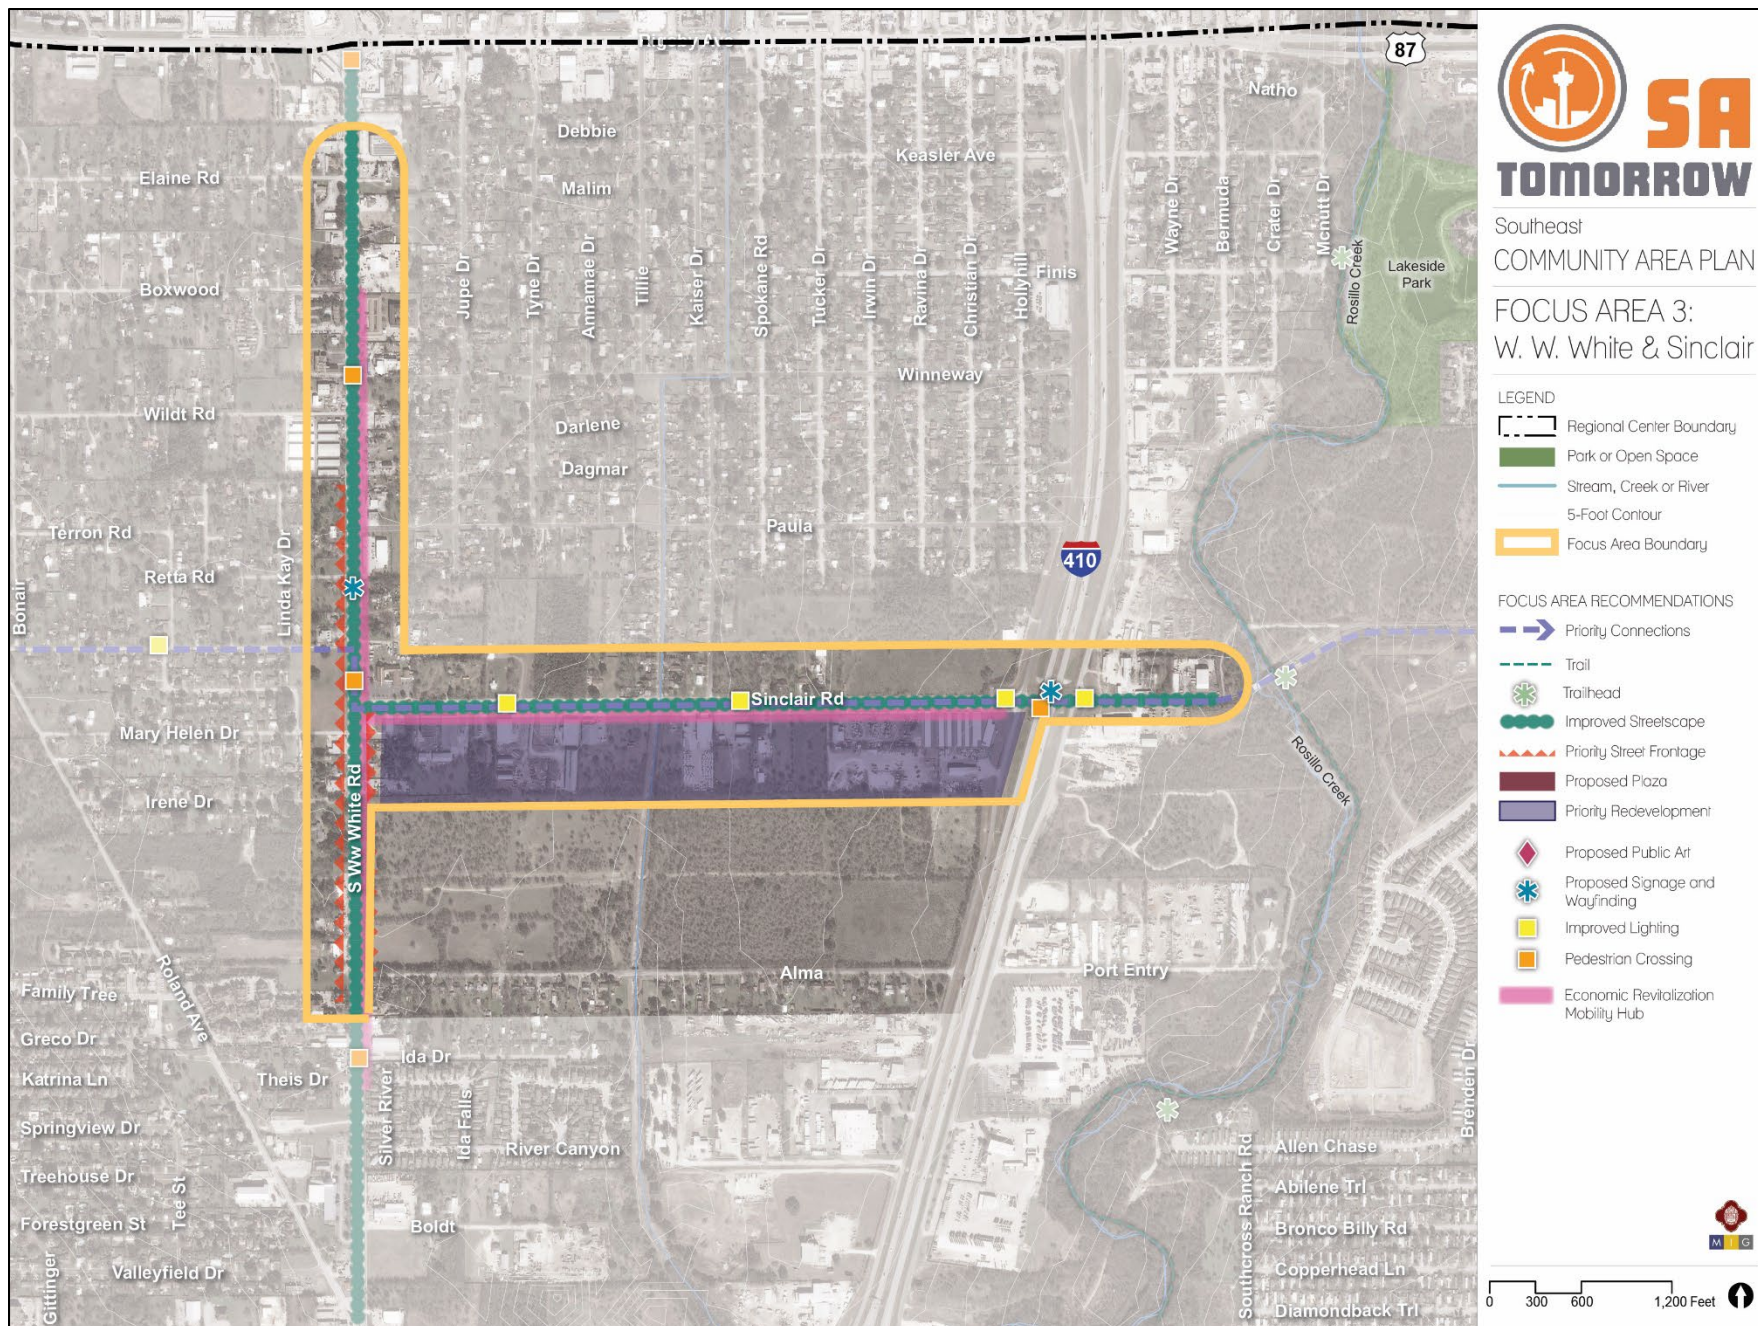 Rigsby Ave
87
Natho
Debbie
Keasler Ave
Elaine Rd
Malim
Wayne Dr
Bermuda
Crater Dr
Mcnutt Dr
Rosillo Creek
Lakeside
Park
Boxwood
Jupe Dr
Tyne Dr
Annamae Dr
Tillie
Kaiser Dr
Spokane Rd
Tucker Dr
Irwin Dr
Ravina Dr
Christian Dr
Hollyhill
Finis
Winneway
Wildt Rd
Darlene
Dagmar
Terron Rd
Linda Kay Dr
Paula
410
Retta Rd
Bonair
Sinclair Rd
Mary Helen Dr
S Ww White Rd
Rosillo Creek
Irene Dr
Roland Ave
Alma
Port Entry
Family Tree
Greco Dr
Ida Dr
Katrina Ln
Theis Dr
Silver River
Ida Falls
Brenden Dr
Springview Dr
River Canyon
Southcross Ranch Rd
Allen Chase
Treehouse Dr
Tee St
Abilene Trl
Forestgreen St
Boldt
Bronco Billy Rd
Gittinger
Valleyfield Dr
Copperhead Ln
Diamondback Trl
SA
TOMORROW
Southeast
COMMUNITY AREA PLAN
FOCUS AREA 3:
W. W. White & Sinclair
LEGEND
Regional Center Boundary
Park or Open Space
Stream, Creek or River
5-Foot Contour
Focus Area Boundary
FOCUS AREA RECOMMENDATIONS
Priority Connections
Trail
Trailhead
Improved Streetscape
Priority Street Frontage
Proposed Plaza
Priority Redevelopment
Proposed Public Art
Proposed Signage and
Wayfinding
Improved Lighting
Pedestrian Crossing
Economic Revitalization
Mobility Hub
M I G
0 300 600 1,200 Feet